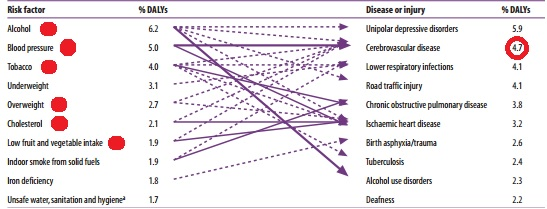 Risk factor % DALYs Disease or injury % DALYs
Alcohol 6.2 Unipolar depressive disorders 5.9
Blood pressure 5.0 Cerebrovascular disease 4.7
Tobacco 4.0 Lower respiratory infections 4.1
Underweight 3.1 Road traffic injury 4.1
Overweight 2.7 Chronic obstructive pulmonary disease 3.8
Cholesterol 2.1 Ischaemic heart disease 3.2
Low fruit and vegetable intake 1.9 Birth asphyxia/trauma 2.6
Indoor smoke from solid fuels 1.9 Tuberculosis 2.4
Iron deficiency 1.8 Alcohol use disorders 2.3
Unsafe water, sanitation and hygieneᵃ 1.7 Deafness 2.2